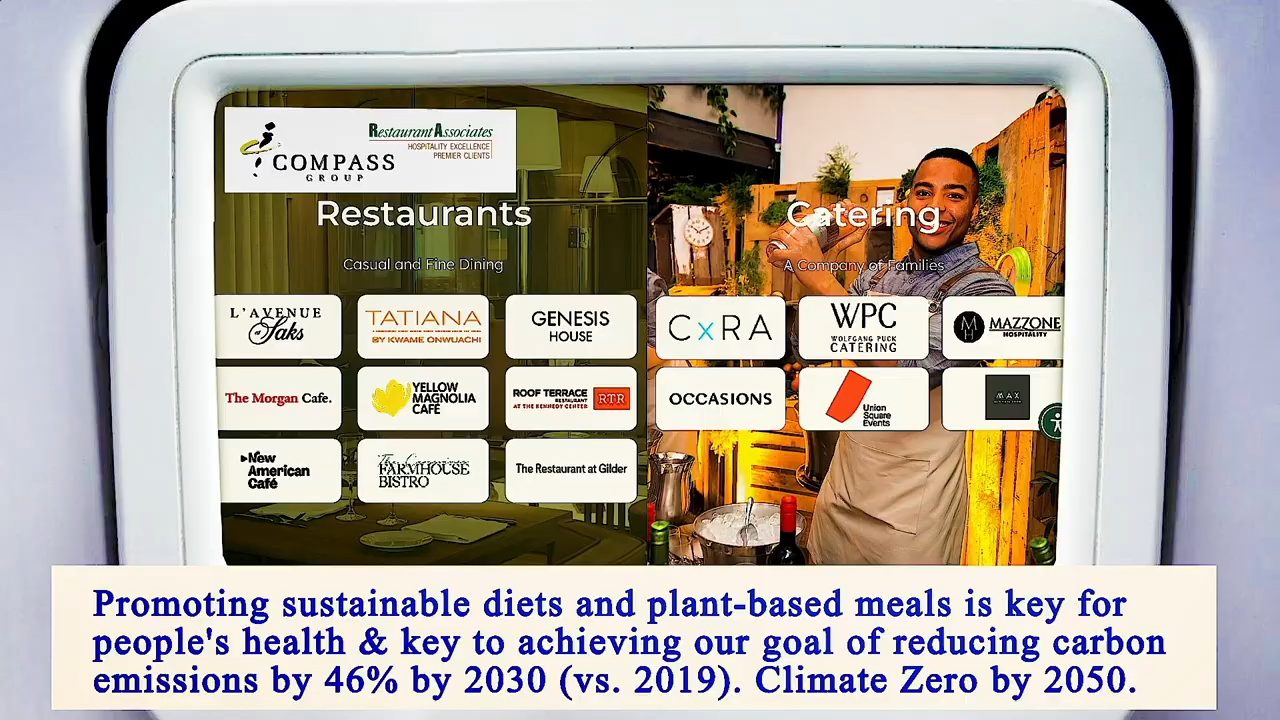 COMPASS
GROUP
Restaurant Associates
HOSPITALITY EXCELLENCE
PREMIER CLIENTS
Restaurants
Casual and Fine Dining
L'AVENUE
Saks
TATIANA
BY KWAME ONWUACHI
GENESIS
HOUSE
The Morgan Cafe.
YELLOW
MAGNOLIA
CAFÉ
ROOF TERRACE
RESTAURANT
AT THE KENNEDY CENTER
RTR
New
American
Café
FARMHOUSE
BISTRO
The Restaurant at Gilder
Catering
A Company of Families
CxRA
WPC
WOLFGANG PUCK
CATERING
MH
MAZZONE
HOSPITALITY
OCCASIONS
Union
Square
Events
MAX
Promoting sustainable diets and plant-based meals is key for
people's health & key to achieving our goal of reducing carbon
emissions by 46% by 2030 (vs. 2019). Climate Zero by 2050.